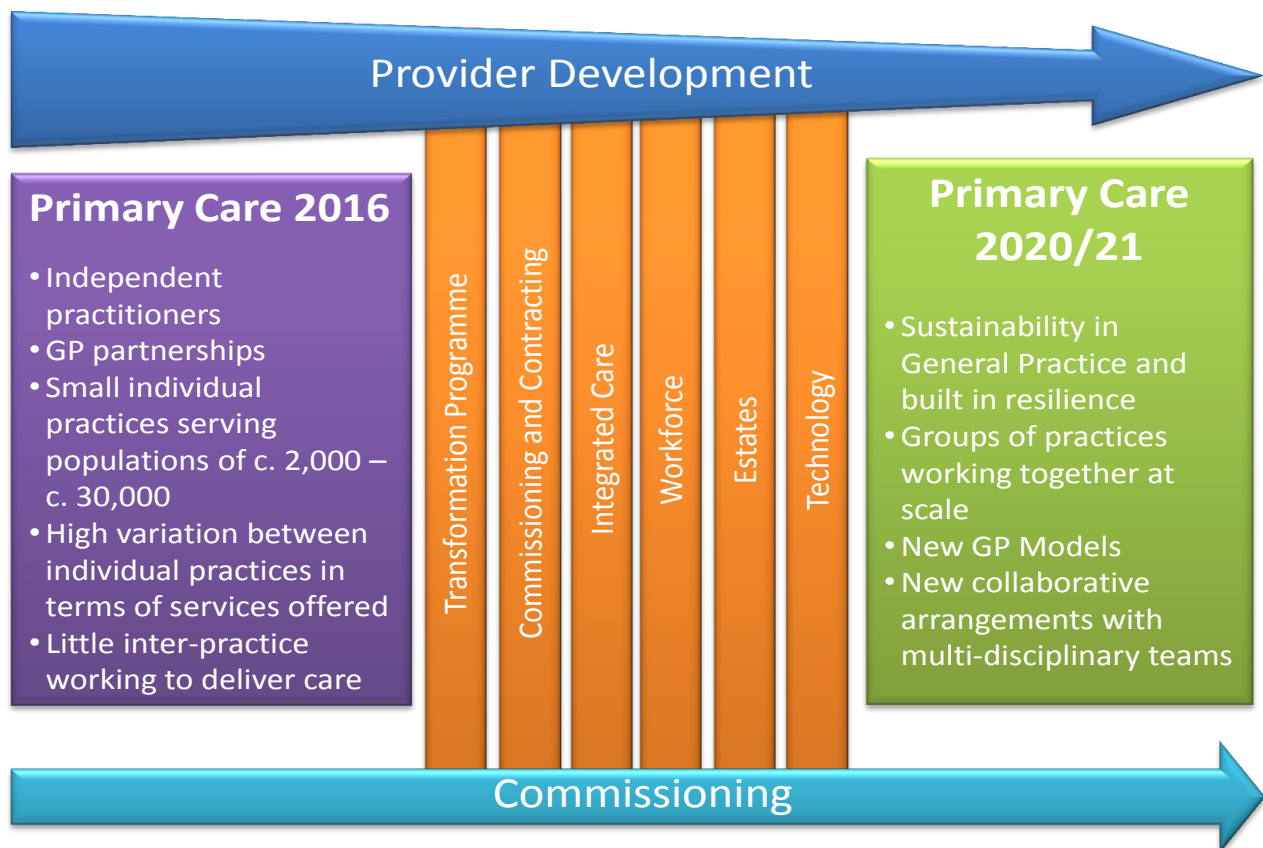 Provider Development
Primary Care 2016
• Independent
practitioners
• GP partnerships
• Small individual
practices serving
populations of c. 2,000 –
c. 30,000
• High variation between
individual practices in
terms of services offered
• Little inter-practice
working to deliver care
Transformation Programme
Commissioning and Contracting
Integrated Care
Workforce
Estates
Technology
Primary Care
2020/21
• Sustainability in
General Practice and
built in resilience
• Groups of practices
working together at
scale
• New GP Models
• New collaborative
arrangements with
multi-disciplinary teams
Commissioning